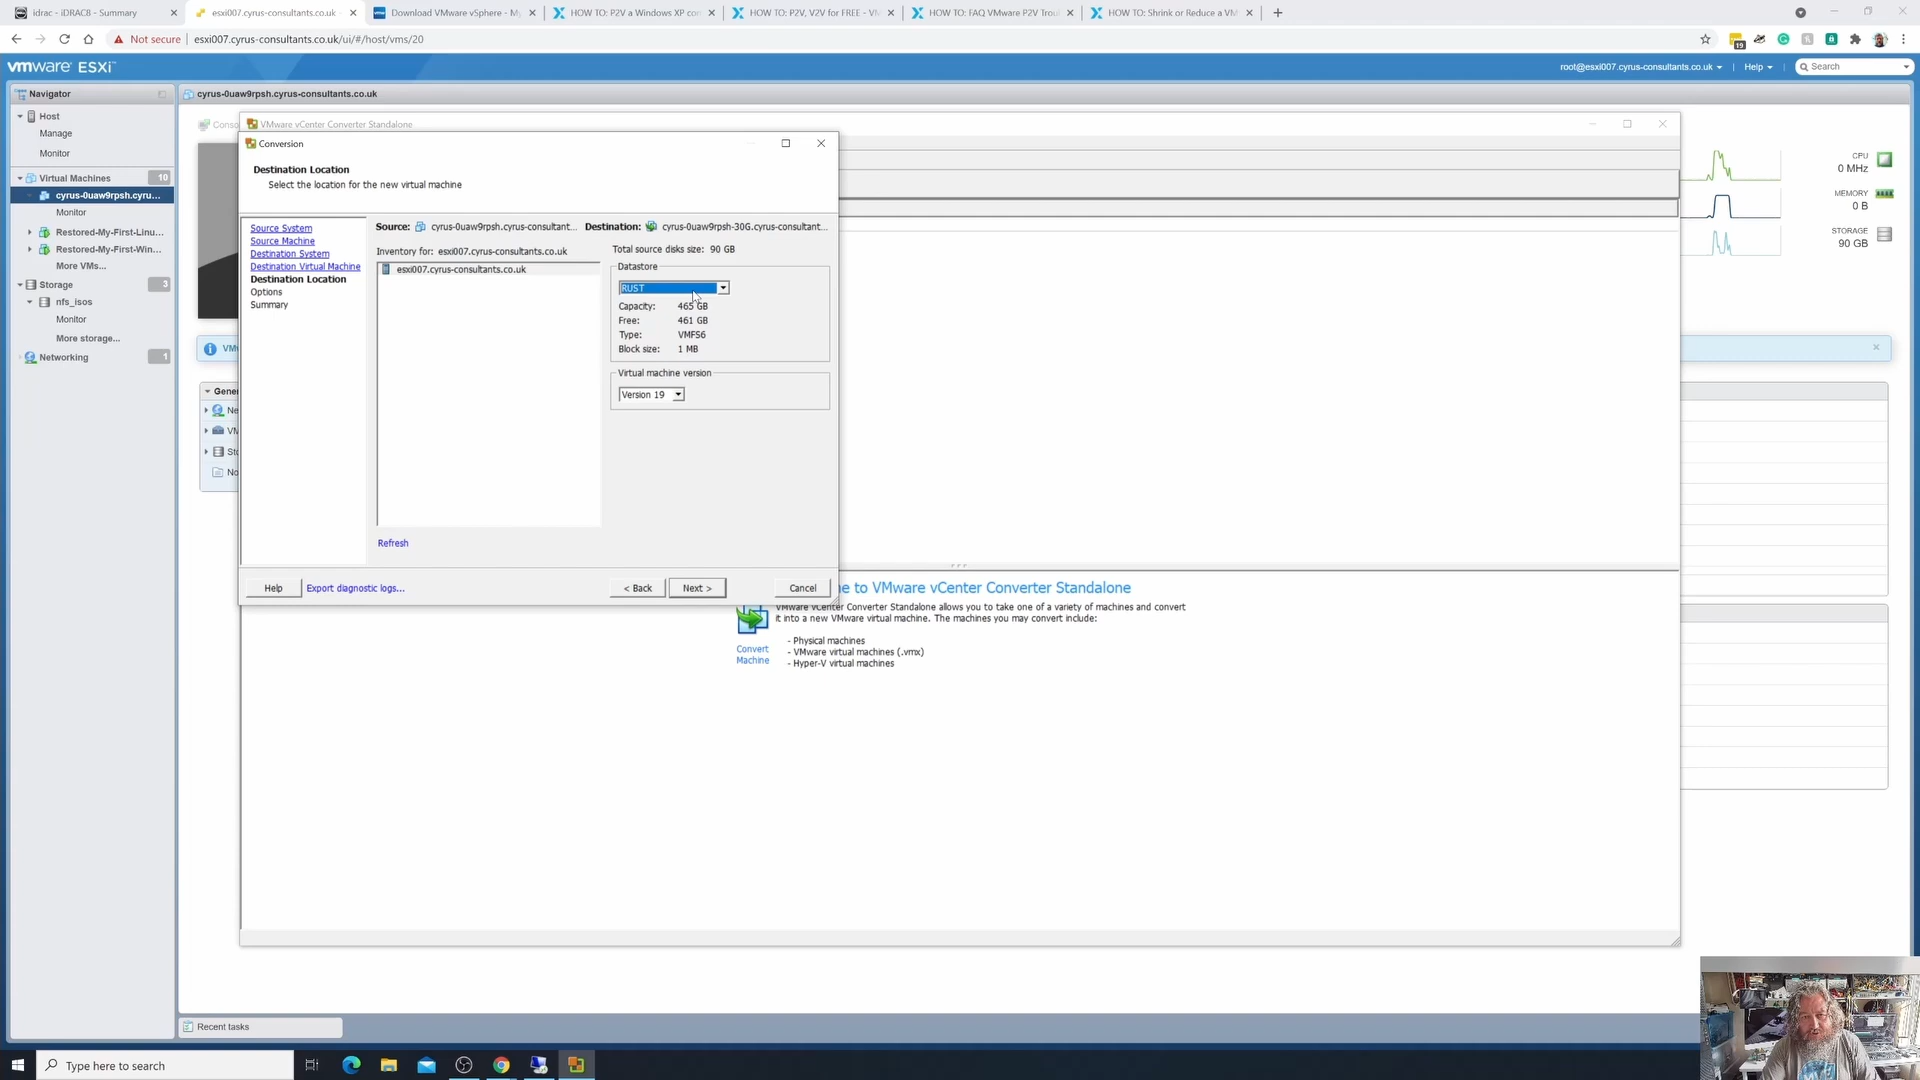 idrac - iDRAC8 - Summary
esxi007.cyrus-consultants.co.uk
Download VMware vSphere - My
HOW TO: P2V a Windows XP con
HOW TO: P2V, V2V for FREE - VM
HOW TO: FAQ VMware P2V Trou
HOW TO: Shrink or Reduce a VM
Not secure
esxi007.cyrus-consultants.co.uk/ui/#/host/vms/20
19
vmware ESXi
root@esxi007.cyrus-consultants.co.uk
Help
Search
Navigator
cyrus-0uaw9rpsh.cyrus-consultants.co.uk
Host
Manage
Monitor
Virtual Machines
10
cyrus-0uaw9rpsh.cyru...
Monitor
Restored-My-First-Linu...
Restored-My-First-Win...
More VMs...
Storage
3
nfs_isos
Monitor
More storage...
Networking
1
Conso
VMware vCenter Converter Standalone
Conversion
Destination Location
Select the location for the new virtual machine
Source System
Source Machine
Destination System
Destination Virtual Machine
Destination Location
Options
Summary
Source: cyrus-0uaw9rpsh.cyrus-consultant...
Destination: cyrus-0uaw9rpsh-30G.cyrus-consultant...
Inventory for: esxi007.cyrus-consultants.co.uk
esxi007.cyrus-consultants.co.uk
Total source disks size: 90 GB
Datastore
RUST
Capacity: 465 GB
Free: 461 GB
Type: VMFS6
Block size: 1 MB
Virtual machine version
Version 19
Refresh
Help
Export diagnostic logs...
< Back
Next >
Cancel
CPU
0 MHz
MEMORY
0 B
STORAGE
90 GB
VM
Gener
Ne
VM
Sto
No
e to VMware vCenter Converter Standalone
VMware vCenter Converter Standalone allows you to take one of a variety of machines and convert
it into a new VMware virtual machine. The machines you may convert include:
- Physical machines
- VMware virtual machines (.vmx)
- Hyper-V virtual machines
Convert
Machine
Recent tasks
Type here to search